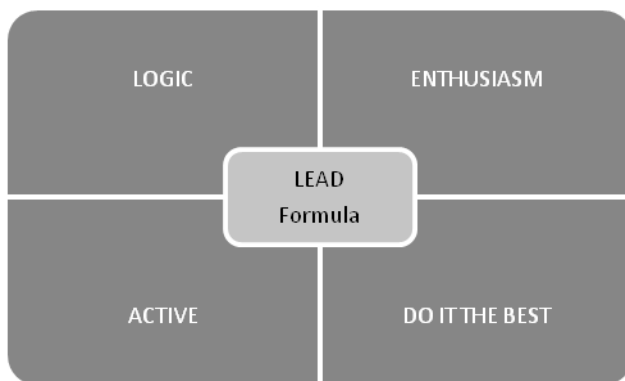 LOGIC
ENTHUSIASM
LEAD
Formula
ACTIVE
DO IT THE BEST